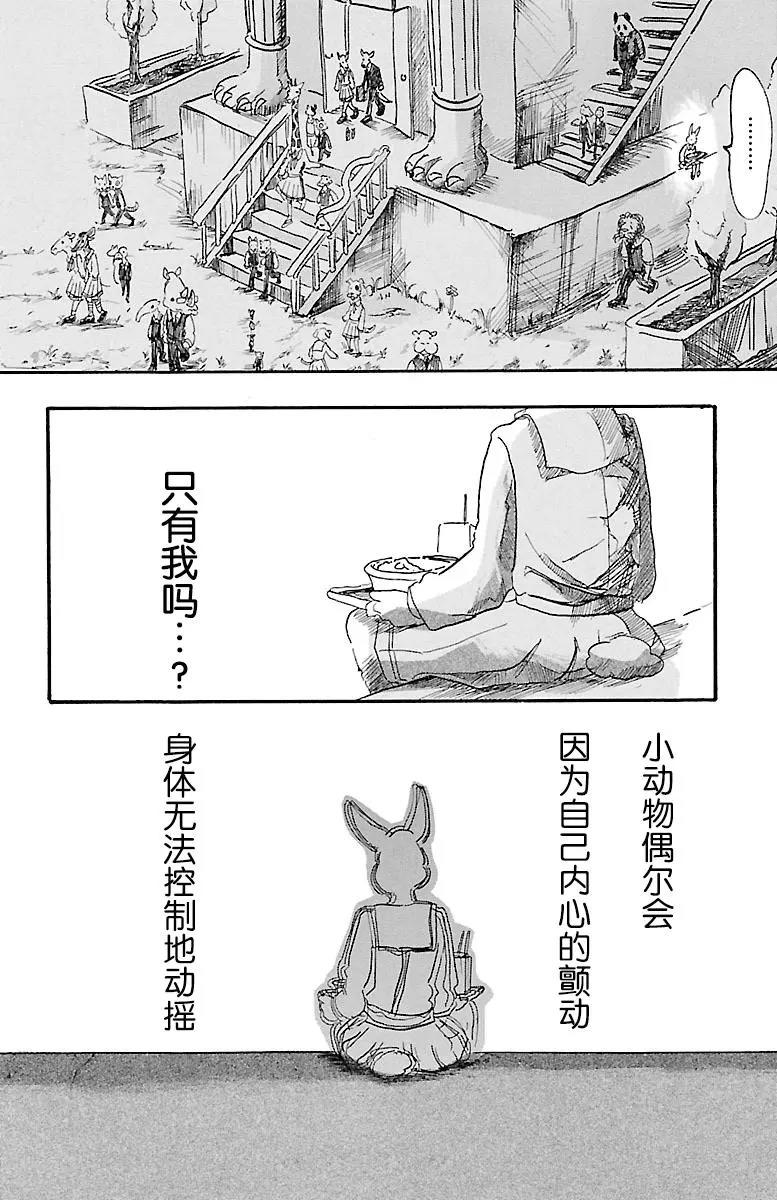 ………
只有我吗…？
小动物偶尔会
因为自己内心的颤动
身体无法控制地动摇